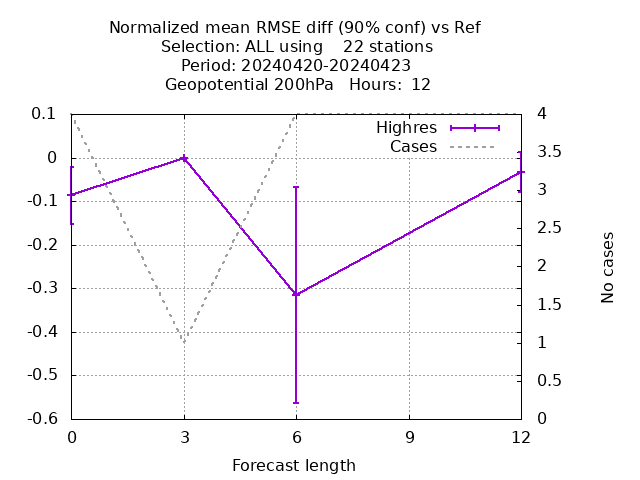 Normalized mean RMSE diff (90% conf) vs Ref
Selection: ALL using    22 stations
Period: 20240420-20240423
Geopotential 200hPa   Hours:  12
Highres
Cases
0.1
0
-0.1
-0.2
-0.3
-0.4
-0.5
-0.6
4
3.5
3
2.5
2
1.5
1
0.5
0
No cases
0 3 6 9 12
Forecast length